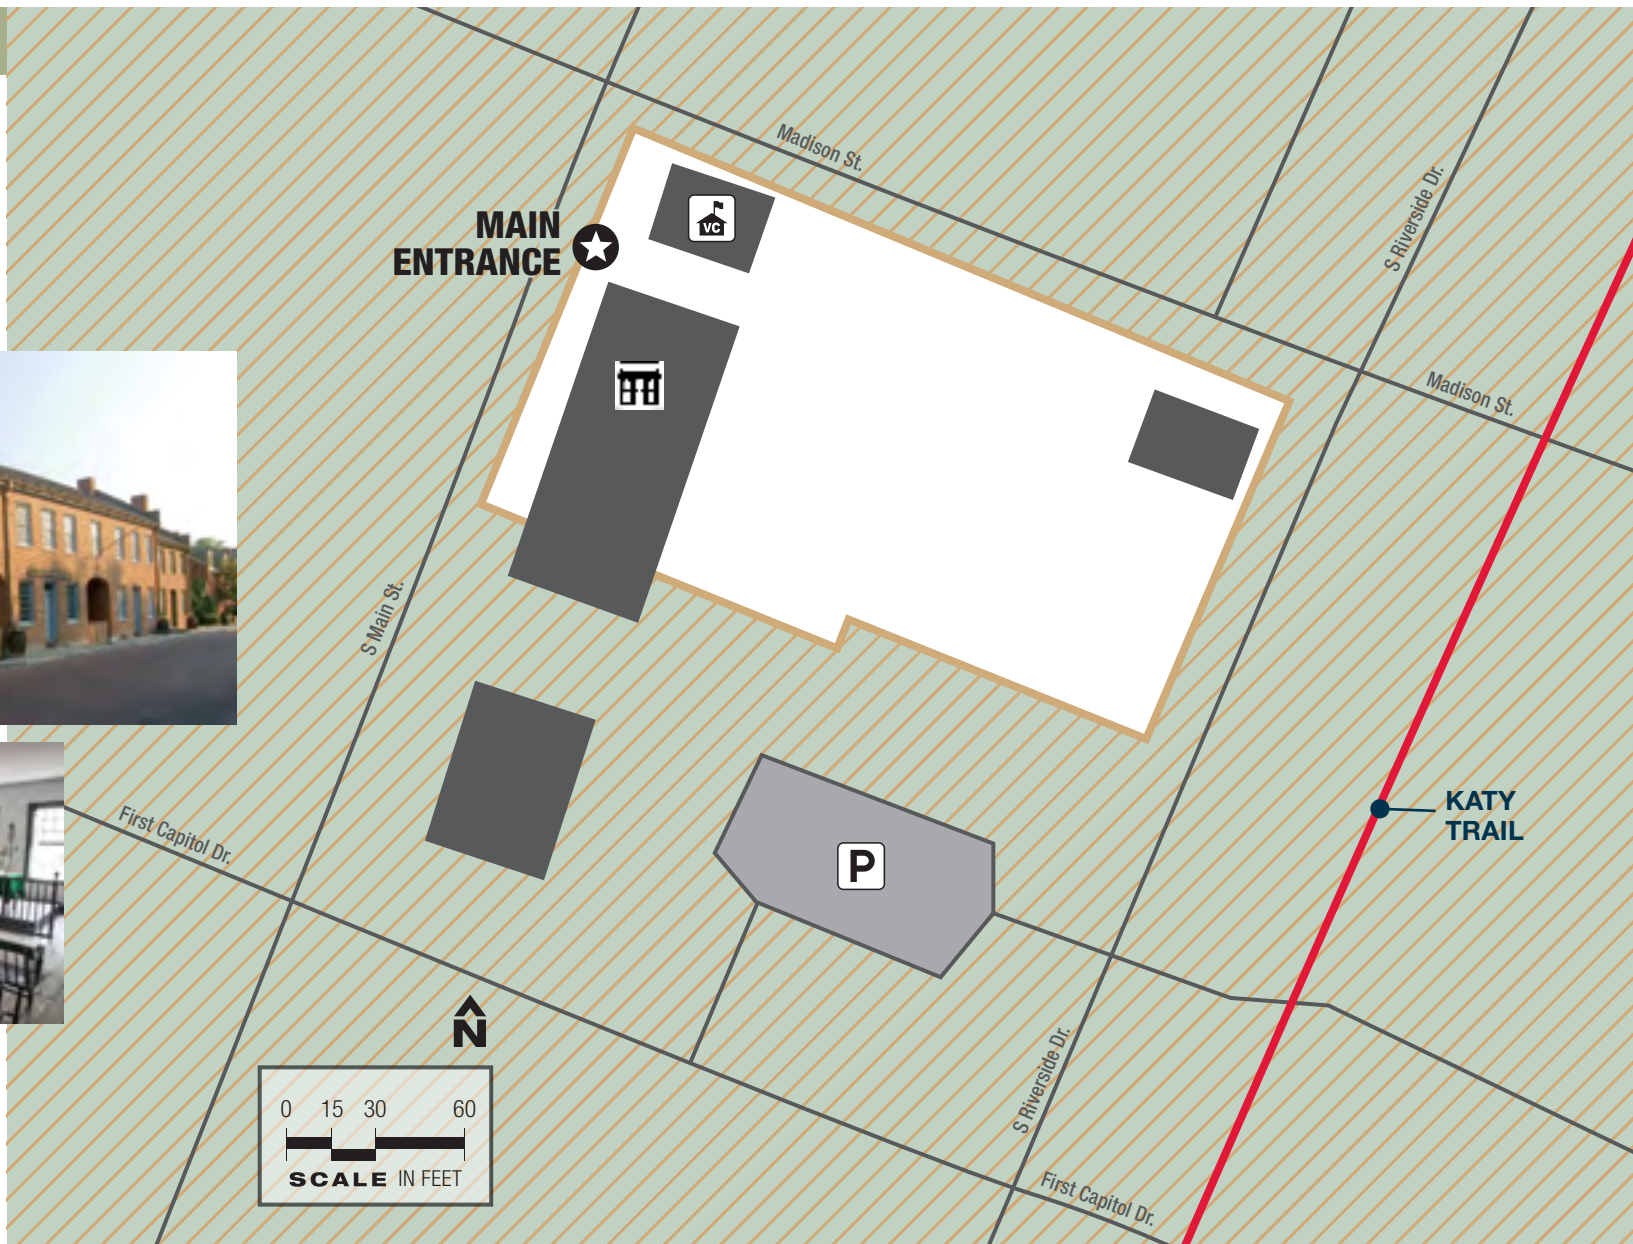 Madison St.
S Riverside Dr.
MAIN
ENTRANCE
VC
Madison St.
S Main St.
KATY
TRAIL
First Capitol Dr.
P
N
S Riverside Dr.
0 15 30 60
SCALE IN FEET
First Capitol Dr.